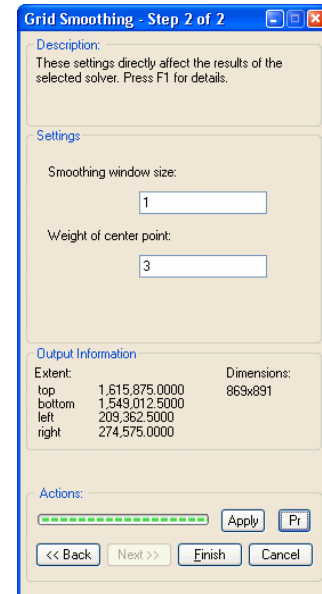 Grid Smoothing - Step 2 of 2
Description:
These settings directly affect the results of the
selected solver. Press F1 for details.
Settings
Smoothing window size:
1
Weight of center point:
3
Output Information
Extent: Dimensions:
top 1,615,875.0000 869x891
bottom 1,549,012.5000
left 209,362.5000
right 274,575.0000
Actions:
Apply Pr
<< Back Next >> Finish Cancel